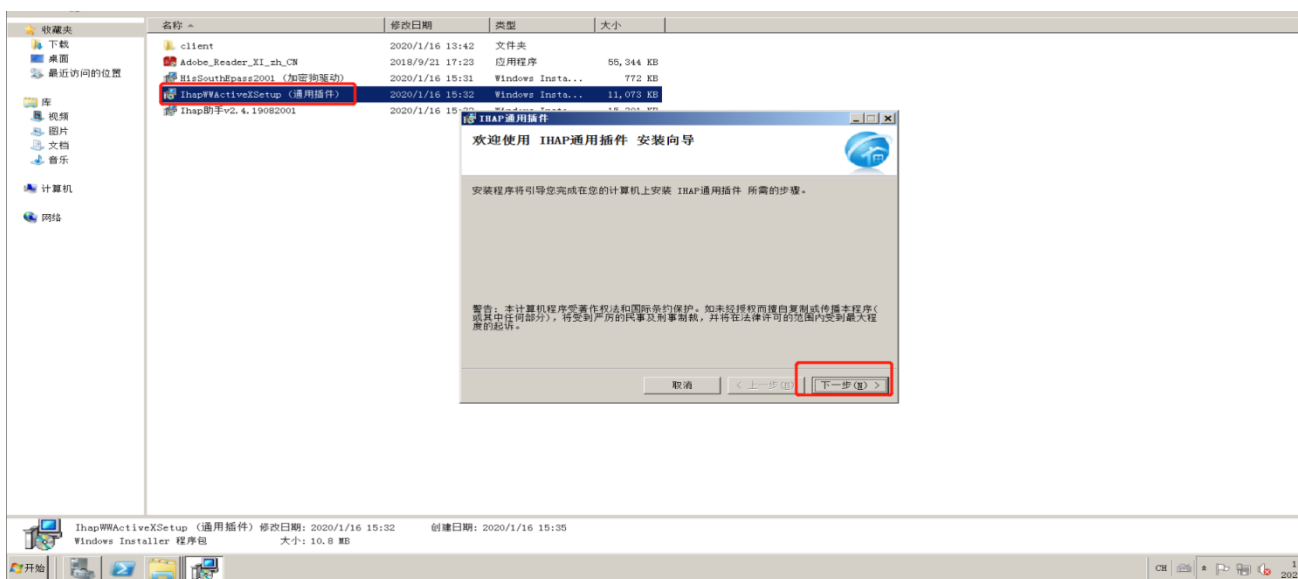 收藏夹
下载
桌面
最近访问的位置
库
视频
图片
文档
音乐
计算机
网络
名称 修改日期 类型 大小
client 2020/1/16 13:42 文件夹
Adobe_Reader_XI_zh_CN 2018/9/21 17:23 应用程序 55,344 KB
HisSouthEpass2001 (加密狗驱动) 2020/1/16 15:31 Windows Insta... 772 KB
IhapWWActiveXSetup (通用插件) 2020/1/16 15:32 Windows Insta... 11,073 KB
Ihap助手v2.4.19082001 2020/1/16
IHAP通用插件
欢迎使用 IHAP通用插件 安装向导
安装程序将引导您完成在您的计算机上安装 IHAP通用插件 所需的步骤。
警告: 本计算机程序受著作权法和国际条约保护。如未经授权而擅自复制或传播本程序(
或其中任何部分), 将受到严厉的民事及刑事制裁, 并将在法律许可的范围内受到最大程
度的起诉。
取消 < 上一步(B) 下一步(N) >
IhapWWActiveXSetup (通用插件) 修改日期: 2020/1/16 15:32 创建日期: 2020/1/16 15:35
Windows Installer 程序包 大小: 10.8 MB
开始 CH